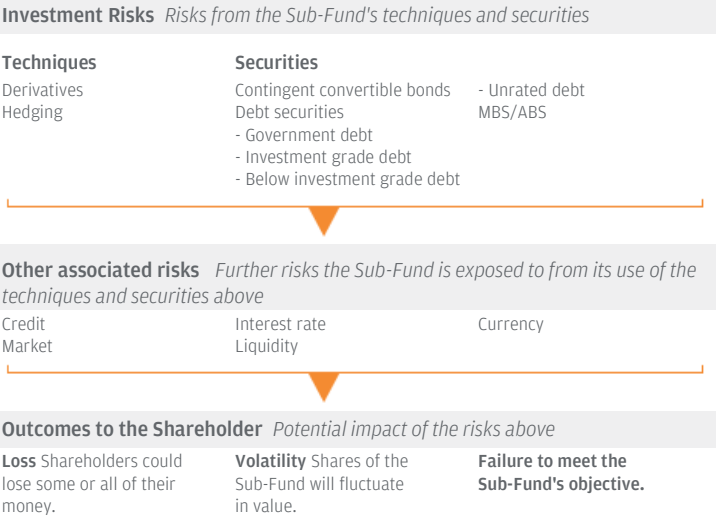 Investment Risks Risks from the Sub-Fund's techniques and securities
Techniques
Derivatives
Hedging
Securities
Contingent convertible bonds
Debt securities
- Government debt
- Investment grade debt
- Below investment grade debt
- Unrated debt
MBS/ABS
Other associated risks Further risks the Sub-Fund is exposed to from its use of the
techniques and securities above
Credit
Market
Interest rate
Liquidity
Currency
Outcomes to the Shareholder Potential impact of the risks above
Loss Shareholders could
lose some or all of their
money.
Volatility Shares of the
Sub-Fund will fluctuate
in value.
Failure to meet the
Sub-Fund's objective.